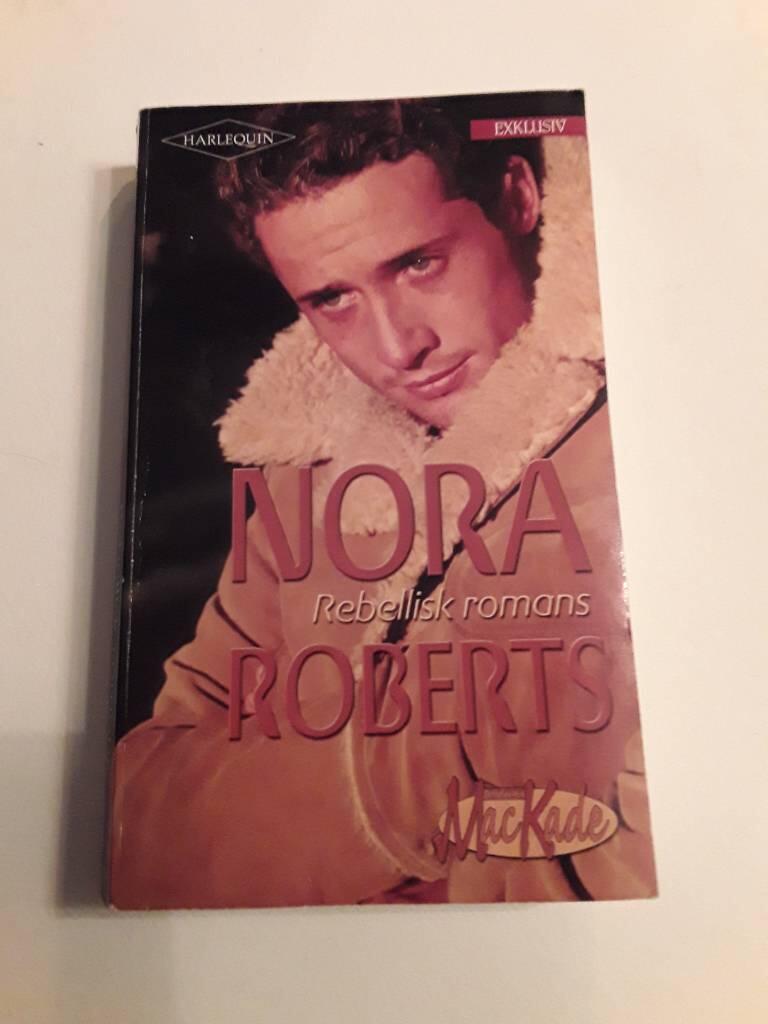 HARLEQUIN
EXKLUSIV
NORA
Rebellisk romans
ROBERTS
MacKade